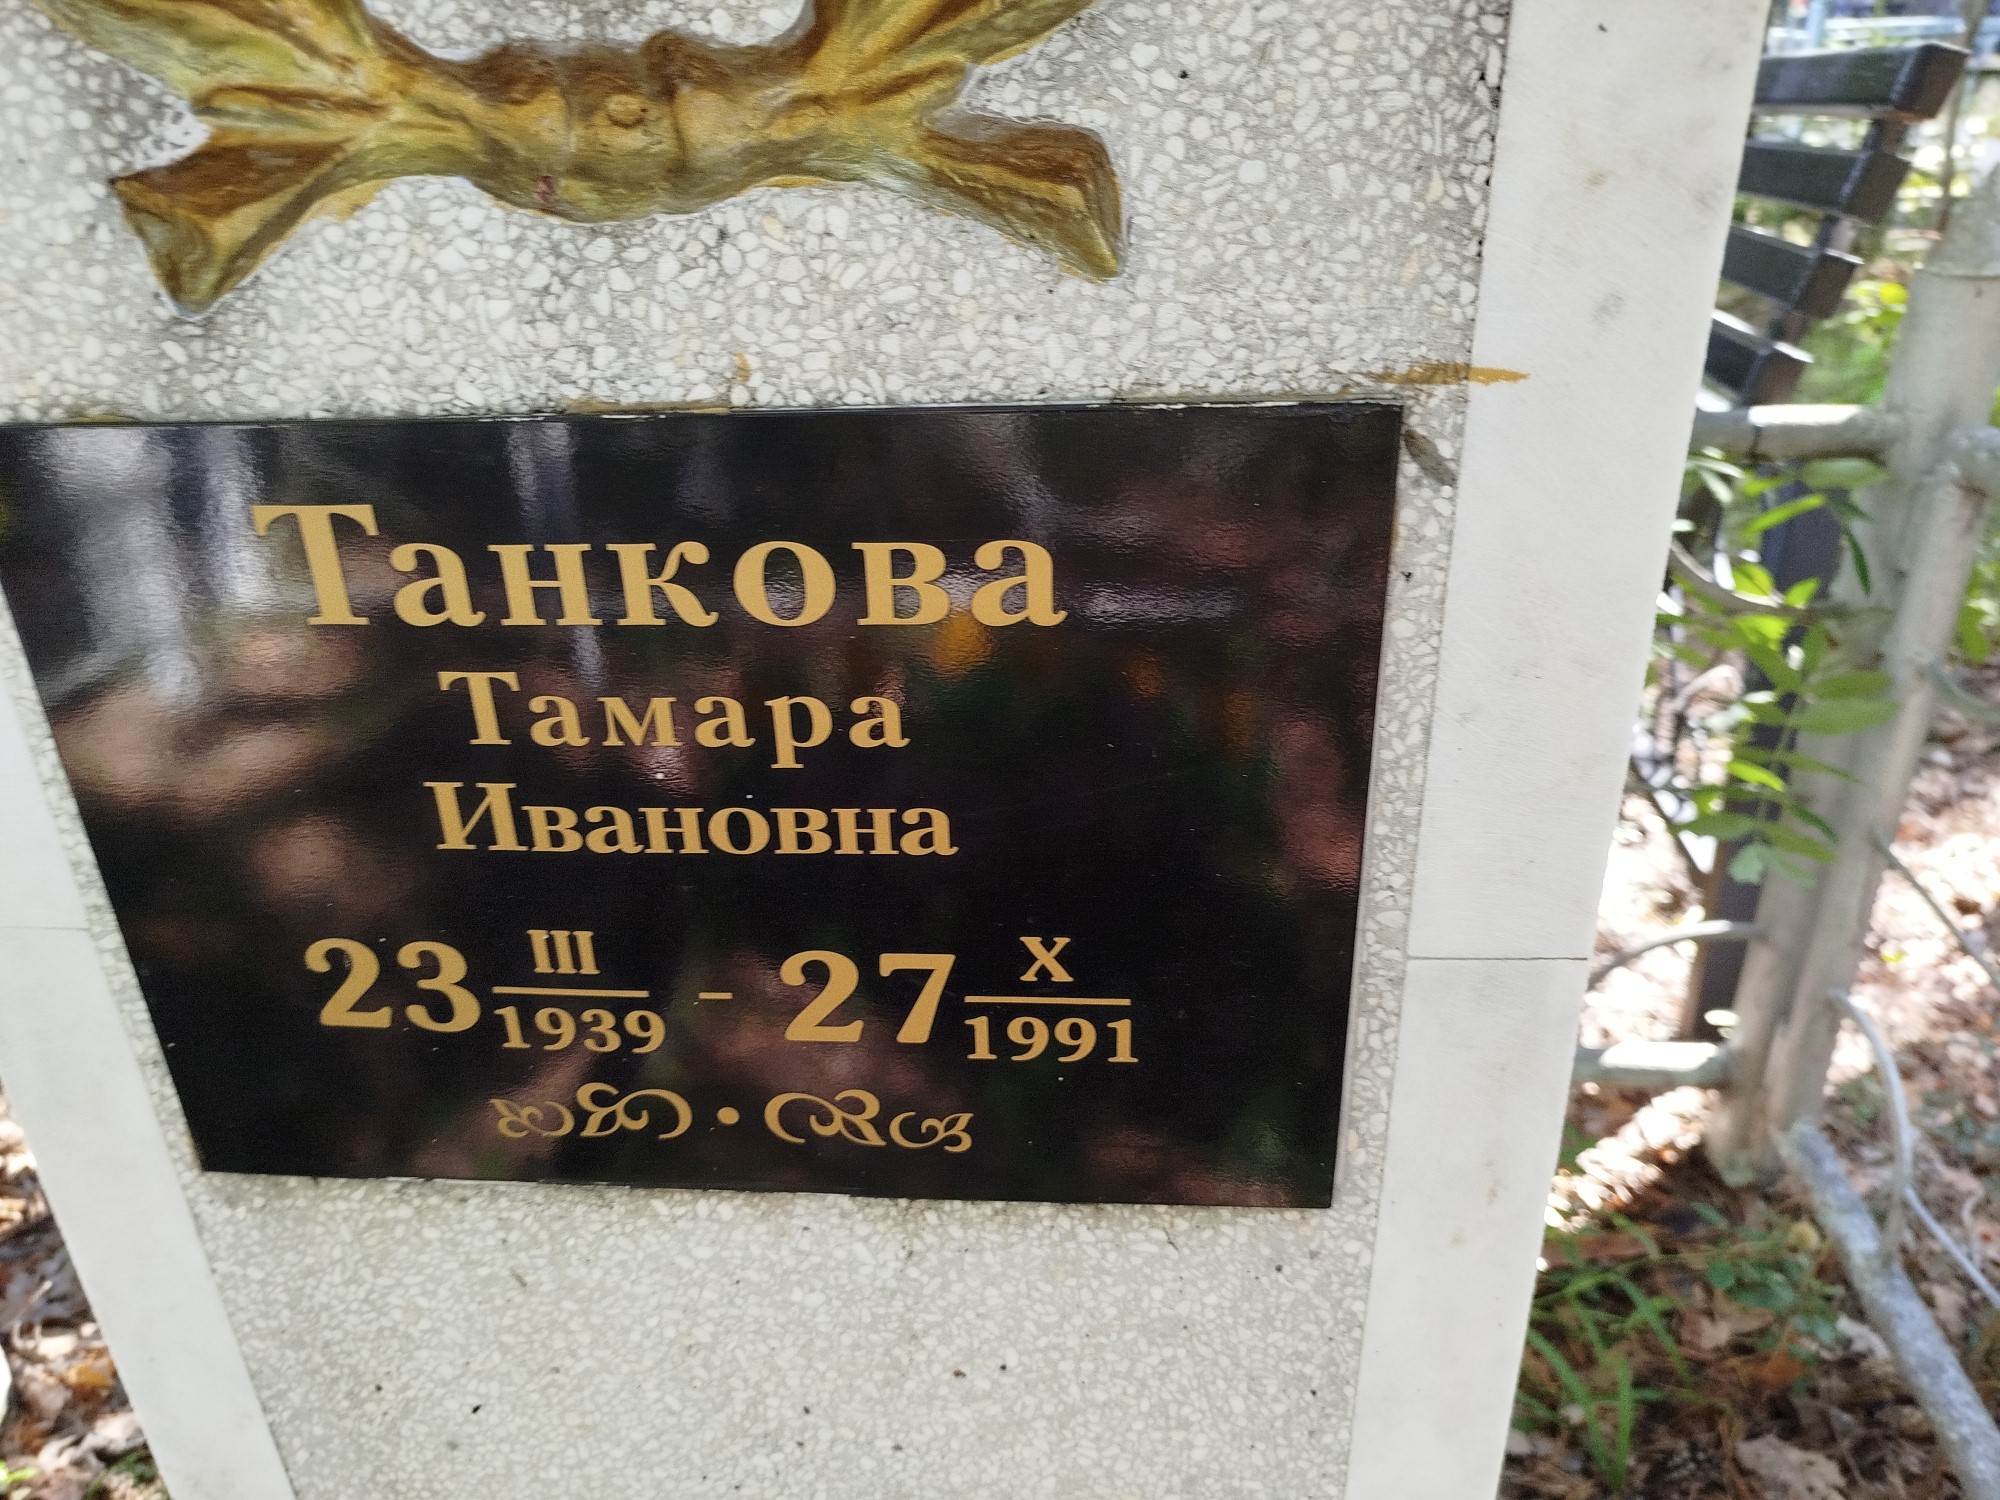 Танкова
Тамара
Ивановна
23 III/1939 - 27 X/1991